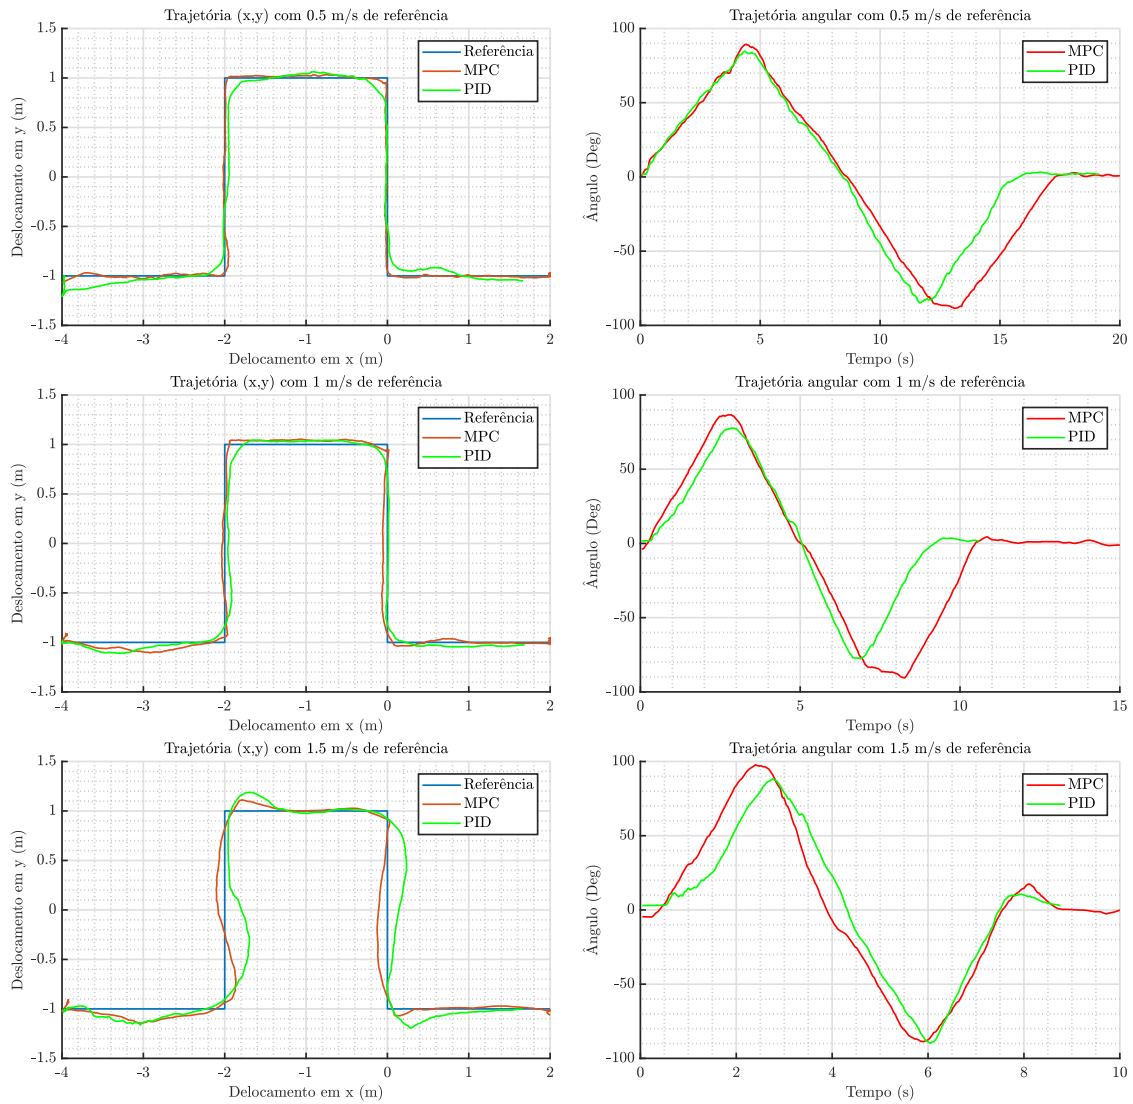 Trajetória (x,y) com 0.5 m/s de referência
1.5
1
0.5
0
-0.5
-1
-1.5
Deslocamento em y (m)
-4 -3 -2 -1 0 1 2
Delocamento em x (m)
Referência
MPC
PID
Trajetória angular com 0.5 m/s de referência
100
50
0
-50
-100
Ângulo (Deg)
0 5 10 15 20
Tempo (s)
MPC
PID
Trajetória (x,y) com 1 m/s de referência
1.5
1
0.5
0
-0.5
-1
-1.5
Deslocamento em y (m)
-4 -3 -2 -1 0 1 2
Delocamento em x (m)
Referência
MPC
PID
Trajetória angular com 1 m/s de referência
100
50
0
-50
-100
Ângulo (Deg)
0 5 10 15
Tempo (s)
MPC
PID
Trajetória (x,y) com 1.5 m/s de referência
1.5
1
0.5
0
-0.5
-1
-1.5
Deslocamento em y (m)
-4 -3 -2 -1 0 1 2
Delocamento em x (m)
Referência
MPC
PID
Trajetória angular com 1.5 m/s de referência
100
50
0
-50
-100
Ângulo (Deg)
0 2 4 6 8 10
Tempo (s)
MPC
PID